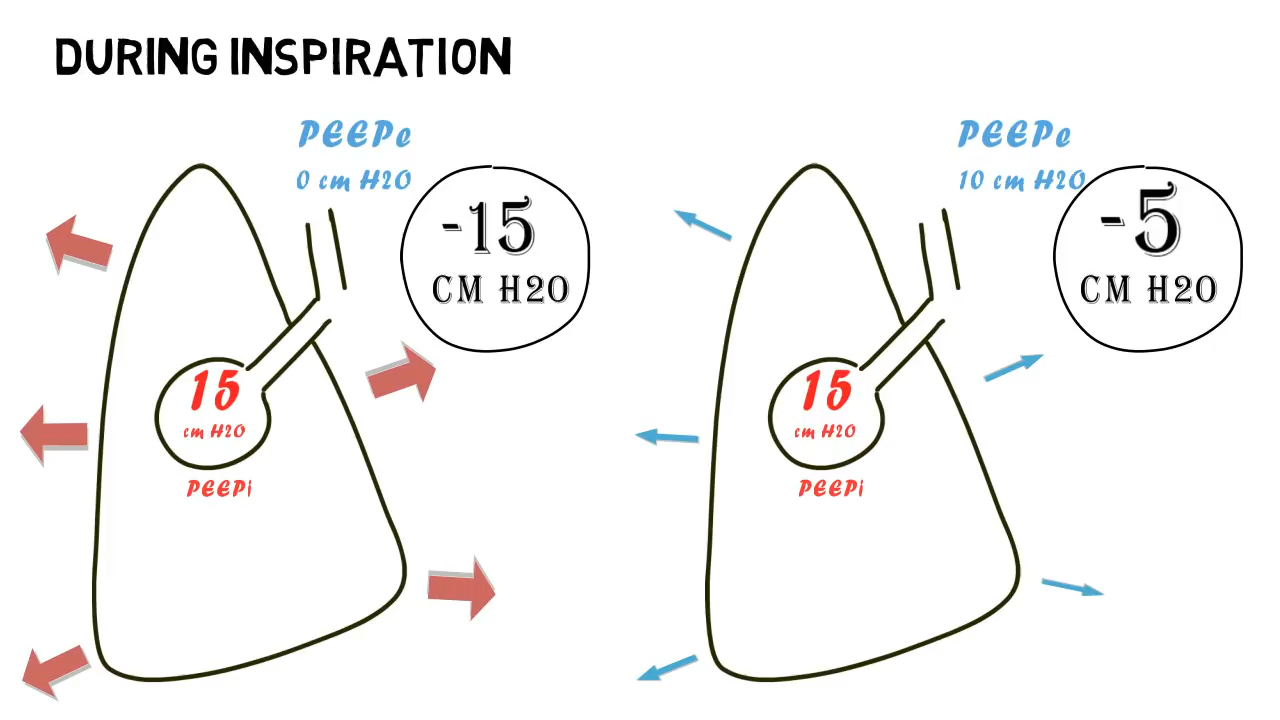 DURING INSPIRATION
PEEPe
0 cm H2O
-15
CM H2O
15
cm H2O
PEEPi
PEEPe
10 cm H2O
-5
CM H2O
15
cm H2O
PEEPi